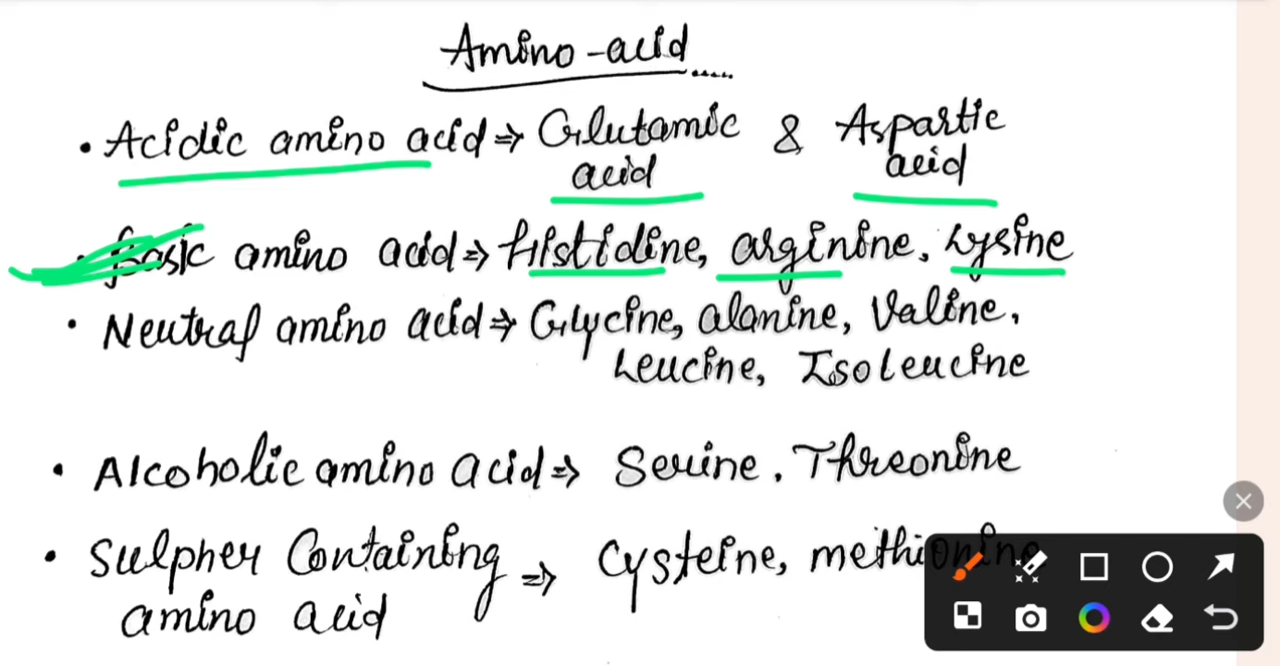 Amino-acid
• Acidic amino acid ⇒ Glutamic & Aspartic
acid acid
• basic amino acid ⇒ Histidine, arginine, Lysine
• Neutral amino acid ⇒ Glycine, alanine, Valine,
Leucine, Isoleucine
• Alcoholic amino acid ⇒ Serine, Threonine
• Sulpher Containing ⇒ Cysteine, methionine
amino acid